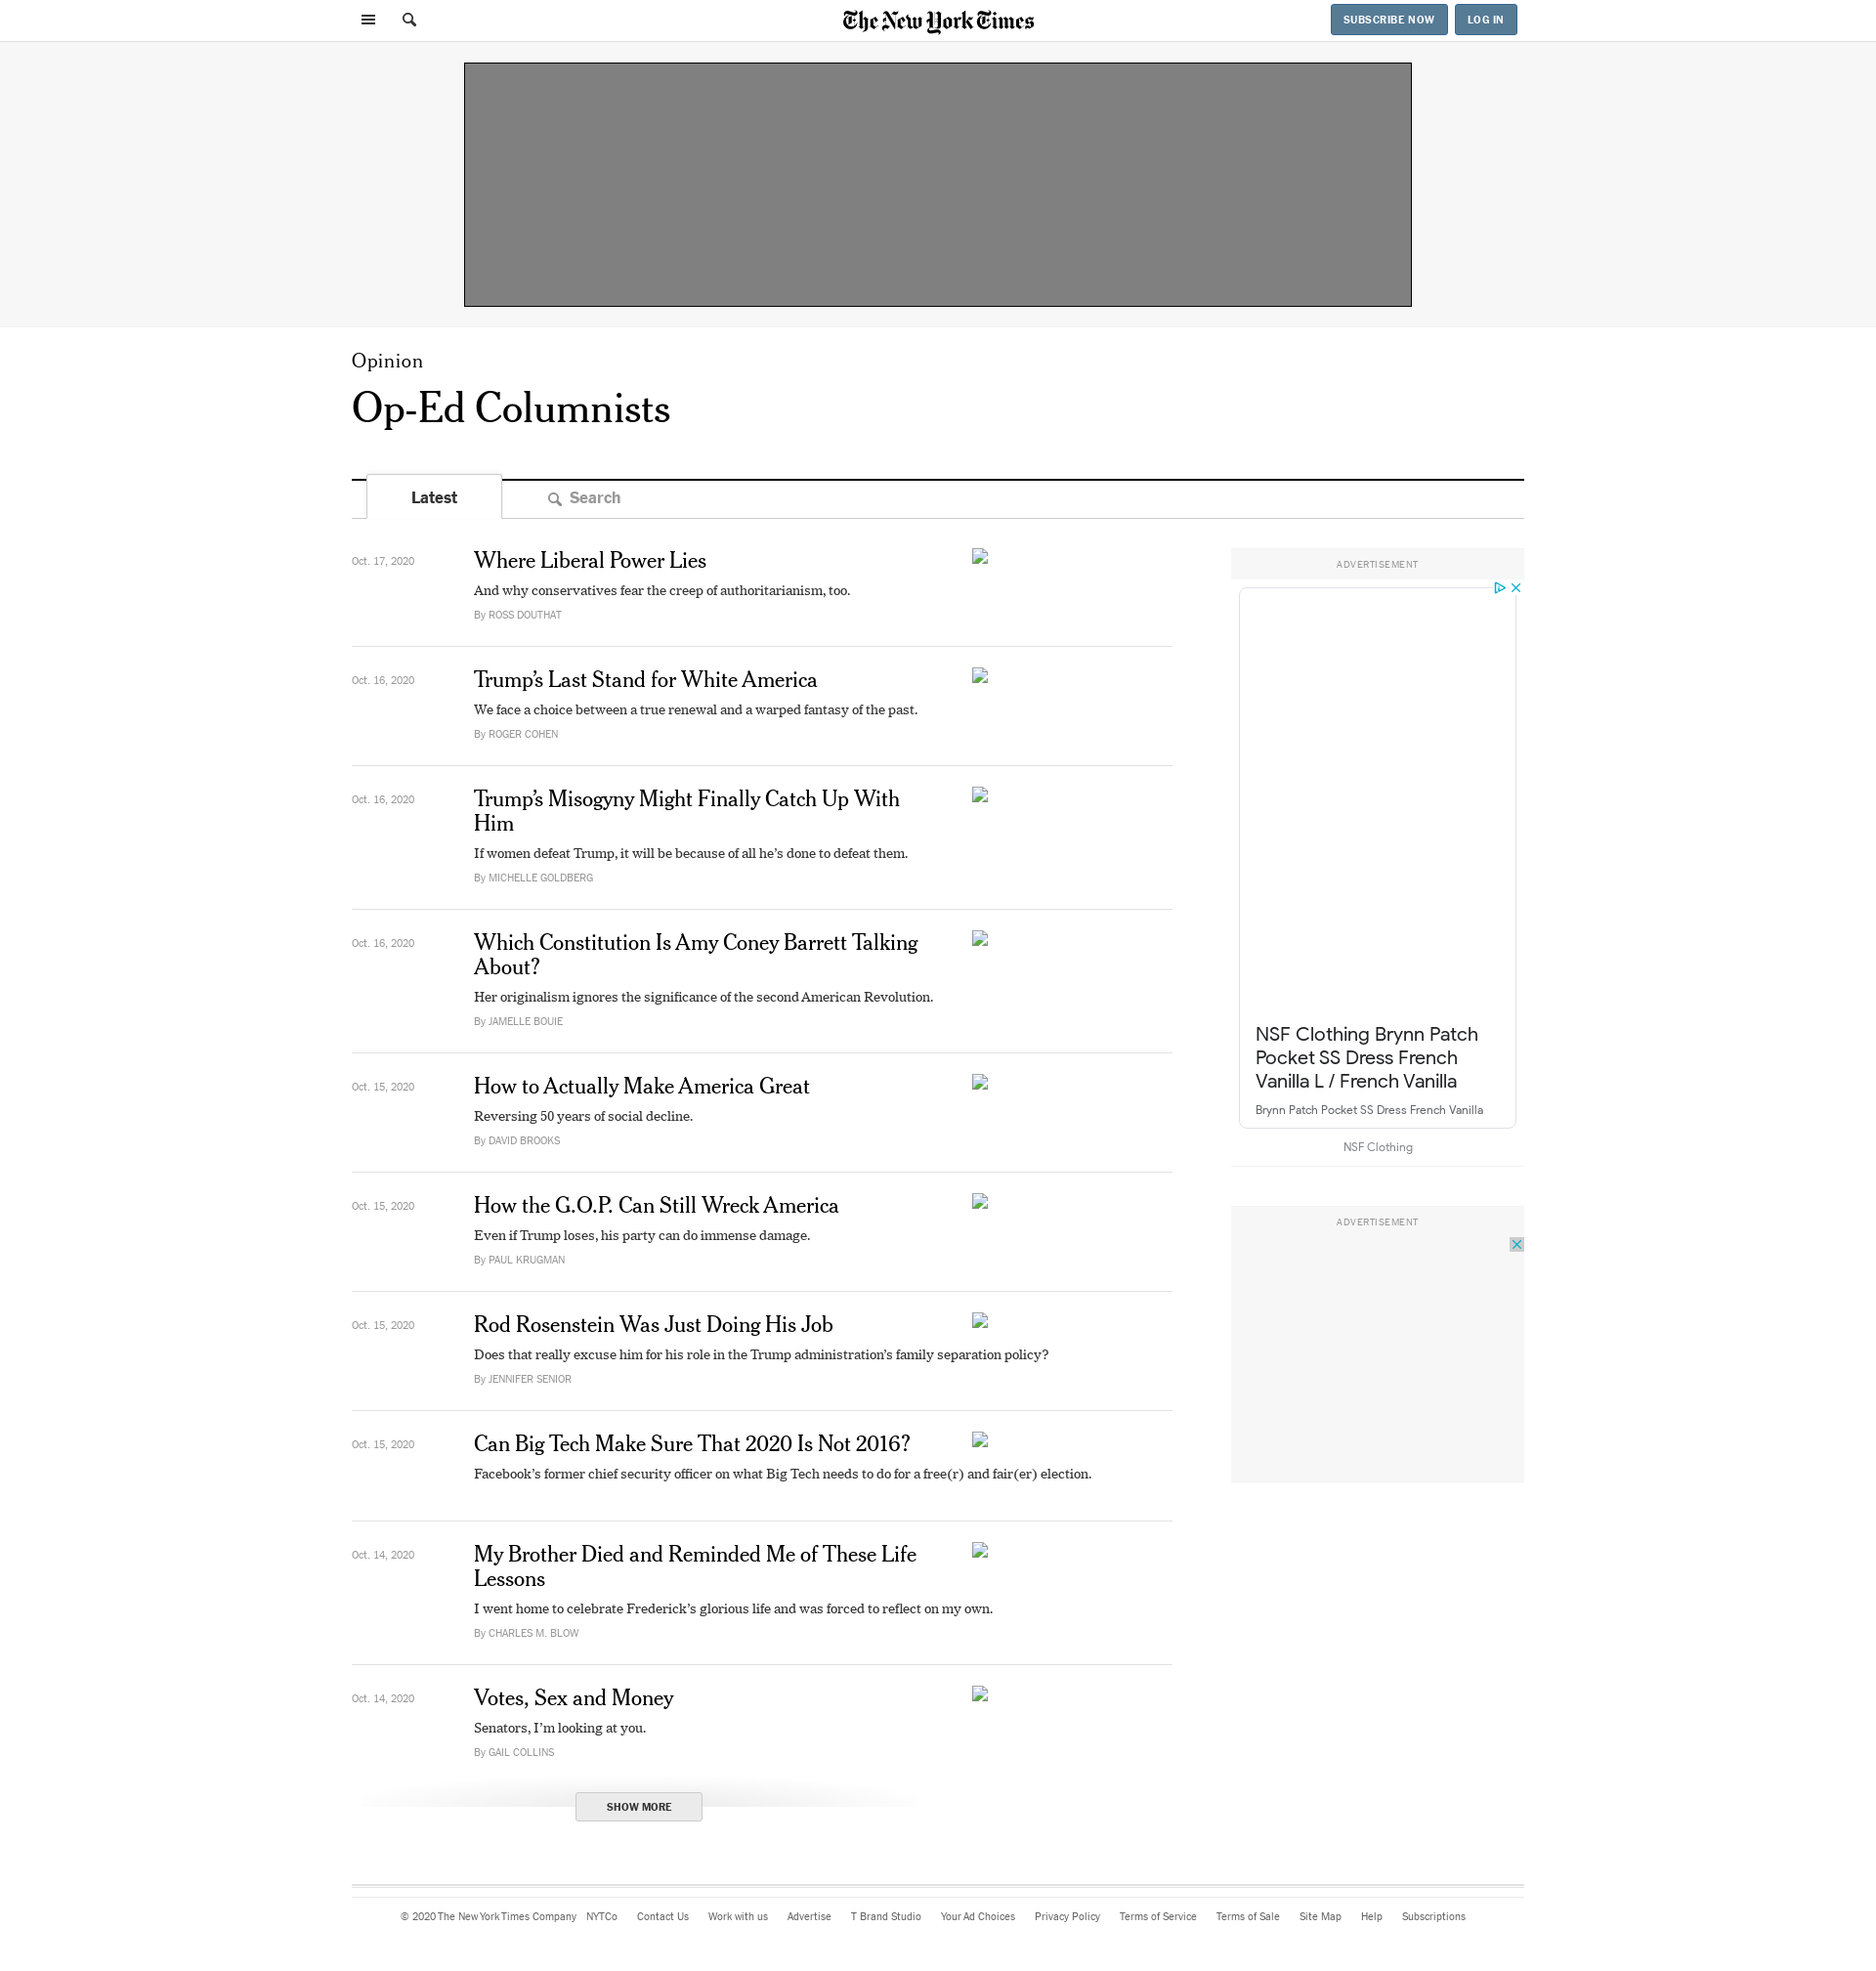 The New York Times
SUBSCRIBE NOW
LOG IN
Opinion
Op-Ed Columnists
Latest
Search
Oct. 17, 2020
Where Liberal Power Lies
And why conservatives fear the creep of authoritarianism, too.
By ROSS DOUTHAT
Oct. 16, 2020
Trump’s Last Stand for White America
We face a choice between a true renewal and a warped fantasy of the past.
By ROGER COHEN
Oct. 16, 2020
Trump’s Misogyny Might Finally Catch Up With
Him
If women defeat Trump, it will be because of all he’s done to defeat them.
By MICHELLE GOLDBERG
Oct. 16, 2020
Which Constitution Is Amy Coney Barrett Talking
About?
Her originalism ignores the significance of the second American Revolution.
By JAMELLE BOUIE
Oct. 15, 2020
How to Actually Make America Great
Reversing 50 years of social decline.
By DAVID BROOKS
Oct. 15, 2020
How the G.O.P. Can Still Wreck America
Even if Trump loses, his party can do immense damage.
By PAUL KRUGMAN
Oct. 15, 2020
Rod Rosenstein Was Just Doing His Job
Does that really excuse him for his role in the Trump administration’s family separation policy?
By JENNIFER SENIOR
Oct. 15, 2020
Can Big Tech Make Sure That 2020 Is Not 2016?
Facebook’s former chief security officer on what Big Tech needs to do for a free(r) and fair(er) election.
Oct. 14, 2020
My Brother Died and Reminded Me of These Life
Lessons
I went home to celebrate Frederick’s glorious life and was forced to reflect on my own.
By CHARLES M. BLOW
Oct. 14, 2020
Votes, Sex and Money
Senators, I’m looking at you.
By GAIL COLLINS
SHOW MORE
ADVERTISEMENT
NSF Clothing Brynn Patch
Pocket SS Dress French
Vanilla L / French Vanilla
Brynn Patch Pocket SS Dress French Vanilla
NSF Clothing
ADVERTISEMENT
© 2020 The New York Times Company NYTCo Contact Us Work with us Advertise T Brand Studio Your Ad Choices Privacy Policy Terms of Service Terms of Sale Site Map Help Subscriptions